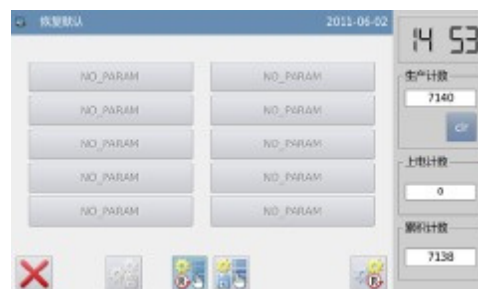 恢复默认 2011-06-02
14 53
NO_PARAM NO_PARAM
NO_PARAM NO_PARAM
NO_PARAM NO_PARAM
NO_PARAM NO_PARAM
NO_PARAM NO_PARAM
生产计数
7140
clr
上电计数
0
累积计数
7138